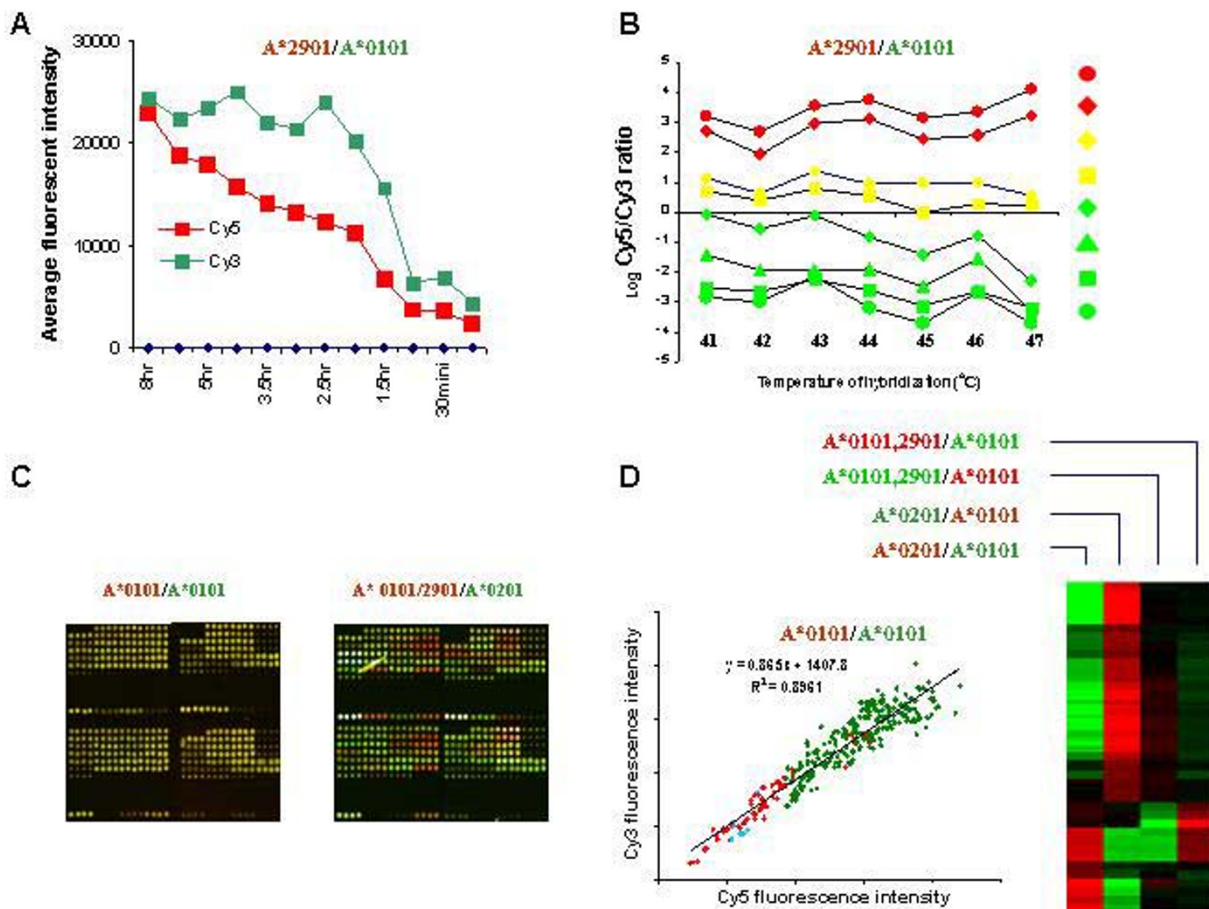 A
A*2901/A*0101
Average fluorescent intensity
30000
20000
10000
0
Cy5
Cy3
8hr
5hr
3.5hr
2.5hr
1.5hr
30mini
B
A*2901/A*0101
Log Cy5/Cy3 ratio
5
4
3
2
1
0
-1
-2
-3
-4
-5
41 42 43 44 45 46 47
Temperature of hybridization (°C)
C
A*0101/A*0101
A* 0101/2901/A*0201
D
A*0101,2901/A*0101
A*0101,2901/A*0101
A*0201/A*0101
A*0201/A*0101
A*0101/A*0101
y = 0.865x + 1407.8
R² = 0.8961
Cy3 fluorescence intensity
Cy5 fluorescence intensity